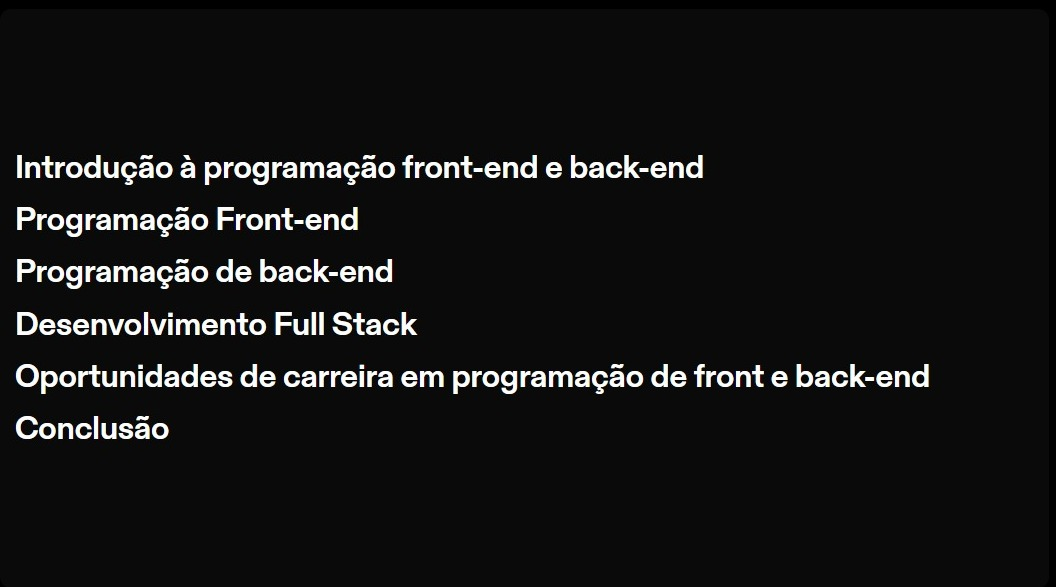 Introdução à programação front-end e back-end
Programação Front-end
Programação de back-end
Desenvolvimento Full Stack
Oportunidades de carreira em programação de front e back-end
Conclusão